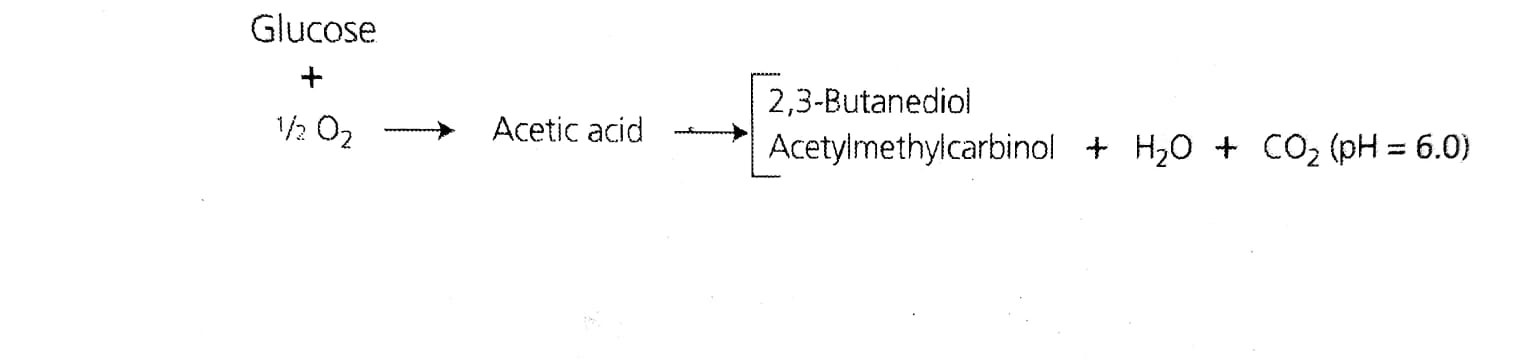 Glucose
+
½ O₂ ⟶ Acetic acid ⟶
2,3-Butanediol
Acetylmethylcarbinol + H₂O + CO₂ (pH = 6.0)